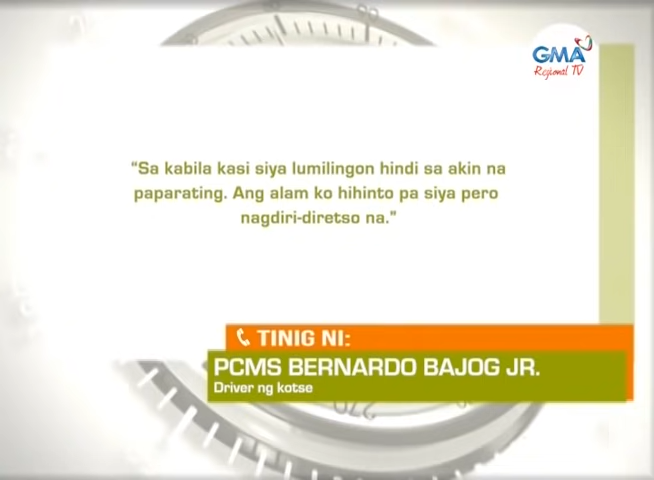 GMA
Regional TV
"Sa kabila kasi siya lumilingon hindi sa akin na
paparating. Ang alam ko hihinto pa siya pero
nagdiri-diretso na."
TINIG NI:
PCMS BERNARDO BAJOG JR.
Driver ng kotse
270